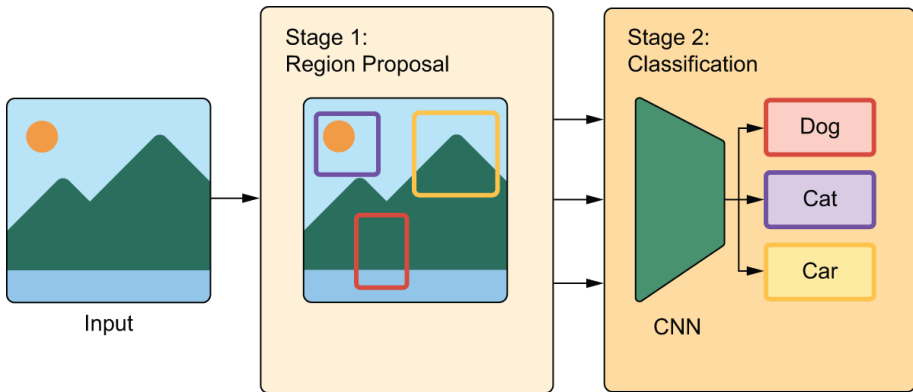 Stage 1:
Region Proposal
Stage 2:
Classification
Input
CNN
Dog
Cat
Car